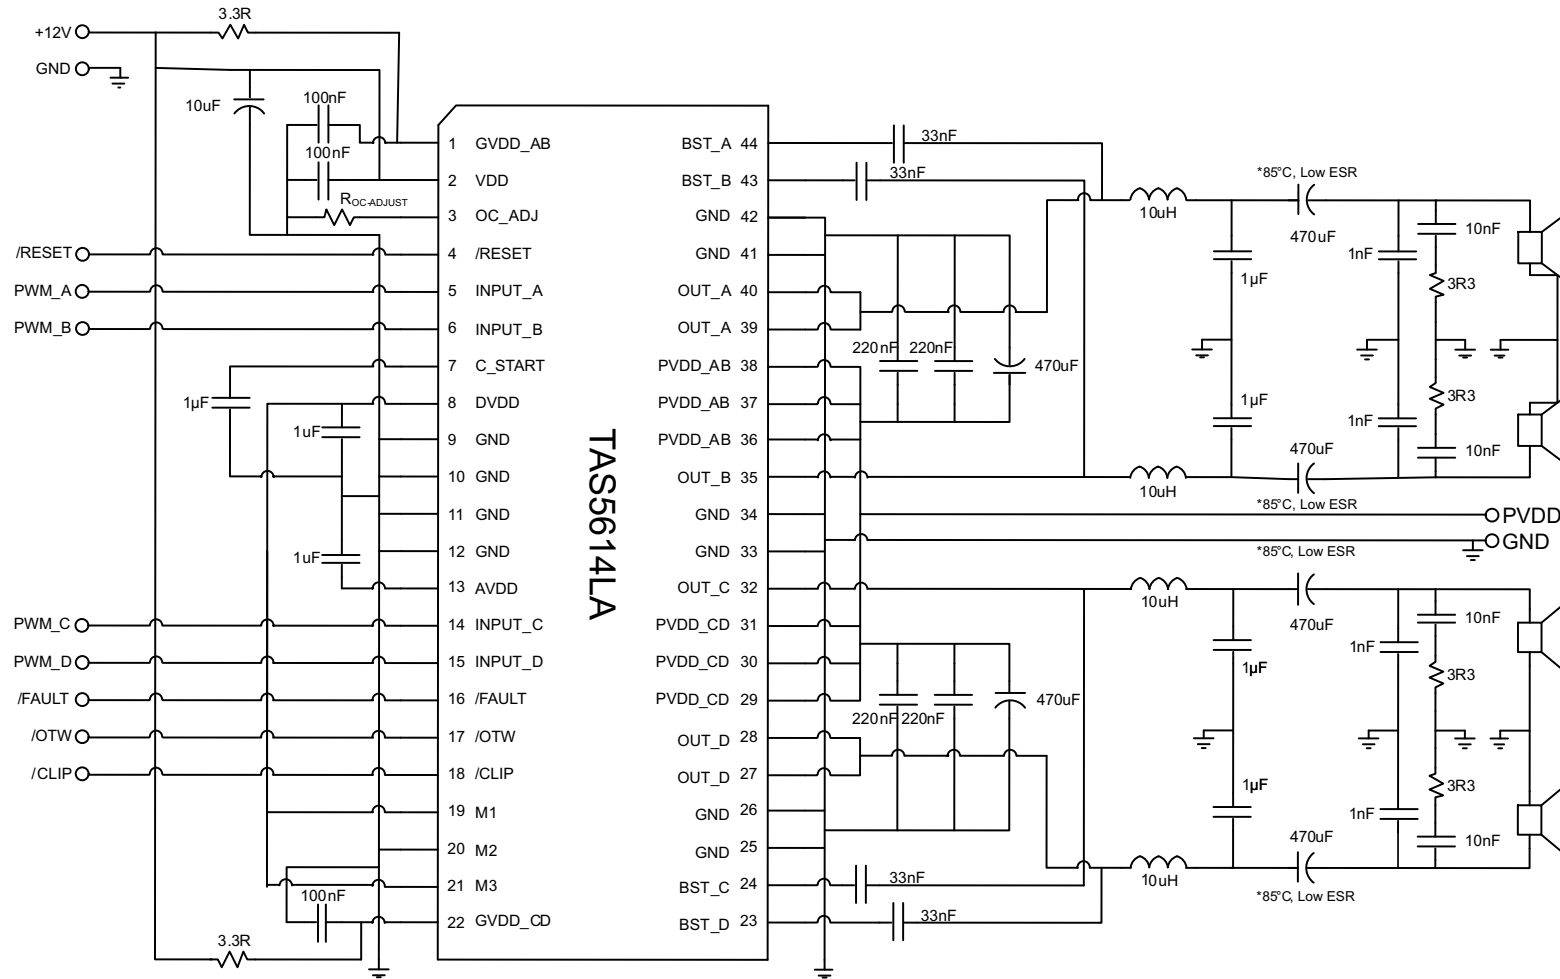 3.3R
+12V
GND
10uF
100nF
100nF
R_OC-ADJUST
/RESET
PWM_A
PWM_B
1µF
1uF
1uF
PWM_C
PWM_D
/FAULT
/OTW
/CLIP
100nF
3.3R
1 GVDD_AB
2 VDD
3 OC_ADJ
4 /RESET
5 INPUT_A
6 INPUT_B
7 C_START
8 DVDD
9 GND
10 GND
11 GND
12 GND
13 AVDD
14 INPUT_C
15 INPUT_D
16 /FAULT
17 /OTW
18 /CLIP
19 M1
20 M2
21 M3
22 GVDD_CD
TAS5614LA
BST_A 44
BST_B 43
GND 42
GND 41
OUT_A 40
OUT_A 39
PVDD_AB 38
PVDD_AB 37
PVDD_AB 36
OUT_B 35
GND 34
GND 33
OUT_C 32
PVDD_CD 31
PVDD_CD 30
PVDD_CD 29
OUT_D 28
OUT_D 27
GND 26
GND 25
BST_C 24
BST_D 23
33nF
33nF
220nF 220nF
470uF
10uH
*85°C, Low ESR
470uF
1µF
1nF
10nF
3R3
1µF
1nF
3R3
10nF
10uH
470uF
*85°C, Low ESR
PVDD
GND
*85°C, Low ESR
10uH
470uF
1µF
1nF
10nF
3R3
220nF 220nF
470uF
1µF
1nF
3R3
10nF
10uH
470uF
*85°C, Low ESR
33nF
33nF